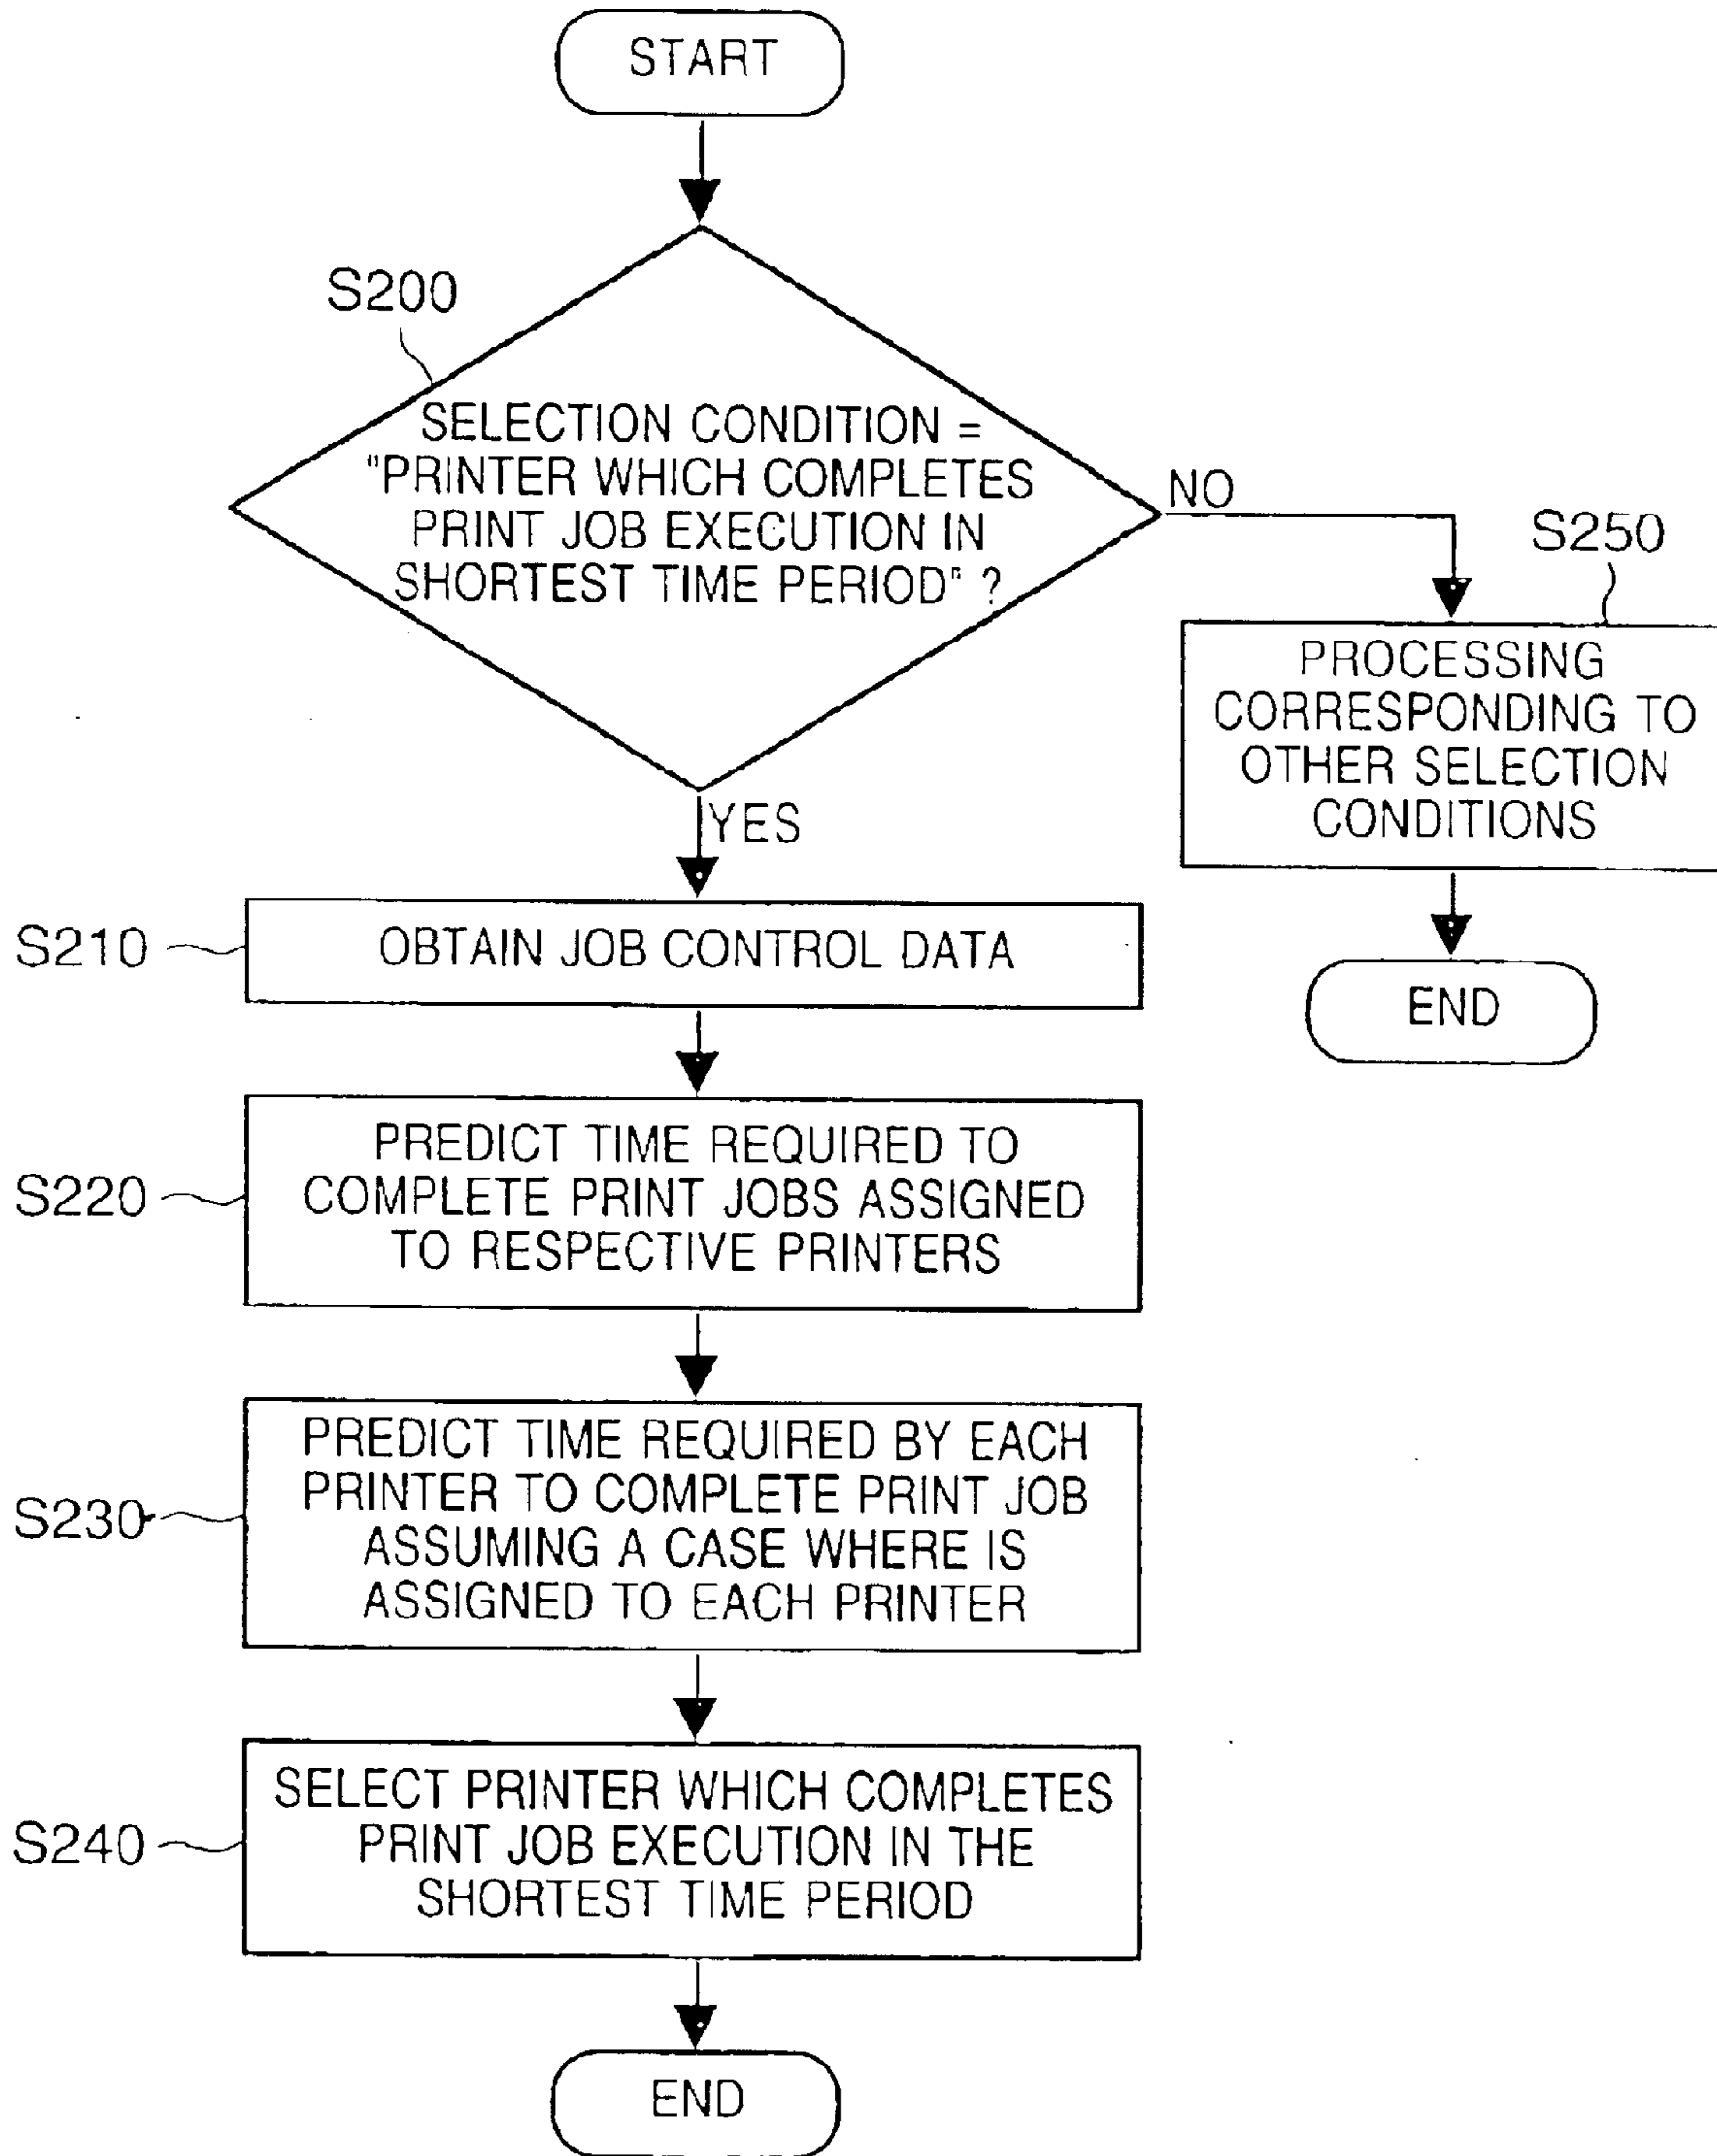 START
S200
SELECTION CONDITION =
"PRINTER WHICH COMPLETES
PRINT JOB EXECUTION IN
SHORTEST TIME PERIOD" ?
NO
S250
PROCESSING
CORRESPONDING TO
OTHER SELECTION
CONDITIONS
YES
S210
OBTAIN JOB CONTROL DATA
END
S220
PREDICT TIME REQUIRED TO
COMPLETE PRINT JOBS ASSIGNED
TO RESPECTIVE PRINTERS
S230
PREDICT TIME REQUIRED BY EACH
PRINTER TO COMPLETE PRINT JOB
ASSUMING A CASE WHERE IS
ASSIGNED TO EACH PRINTER
S240
SELECT PRINTER WHICH COMPLETES
PRINT JOB EXECUTION IN THE
SHORTEST TIME PERIOD
END